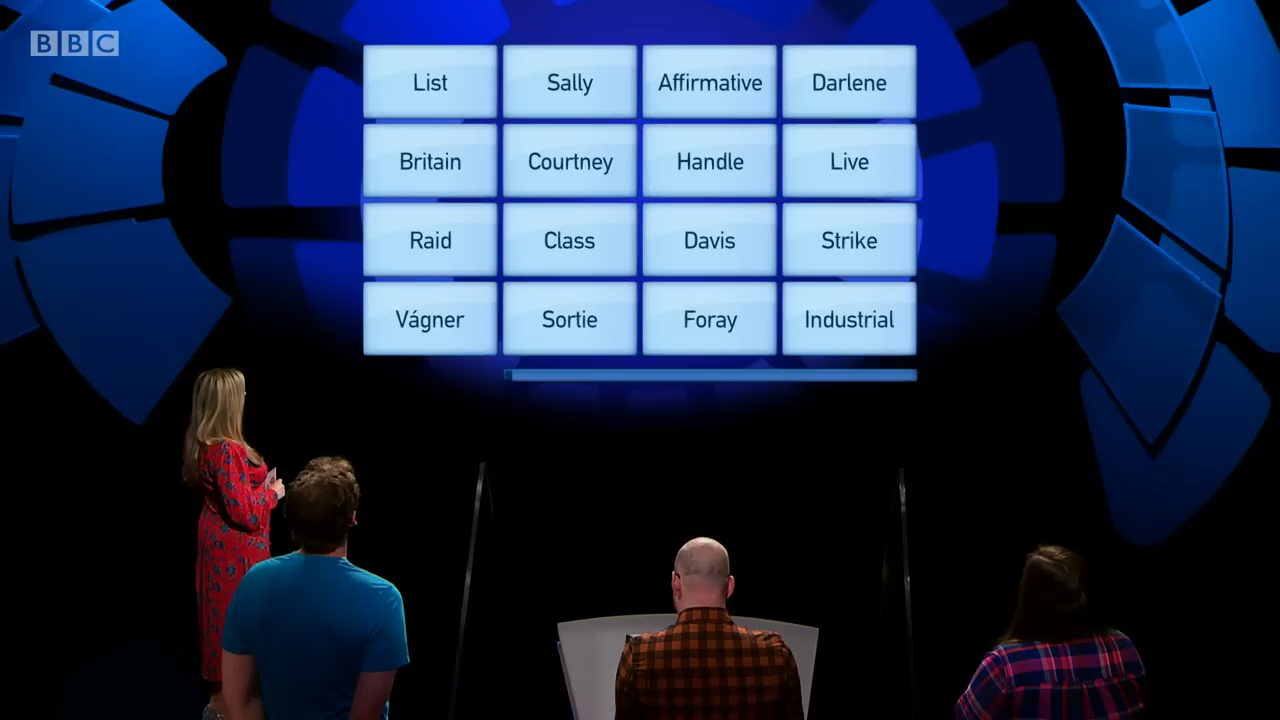 BBC
List Sally Affirmative Darlene
Britain Courtney Handle Live
Raid Class Davis Strike
Vágner Sortie Foray Industrial